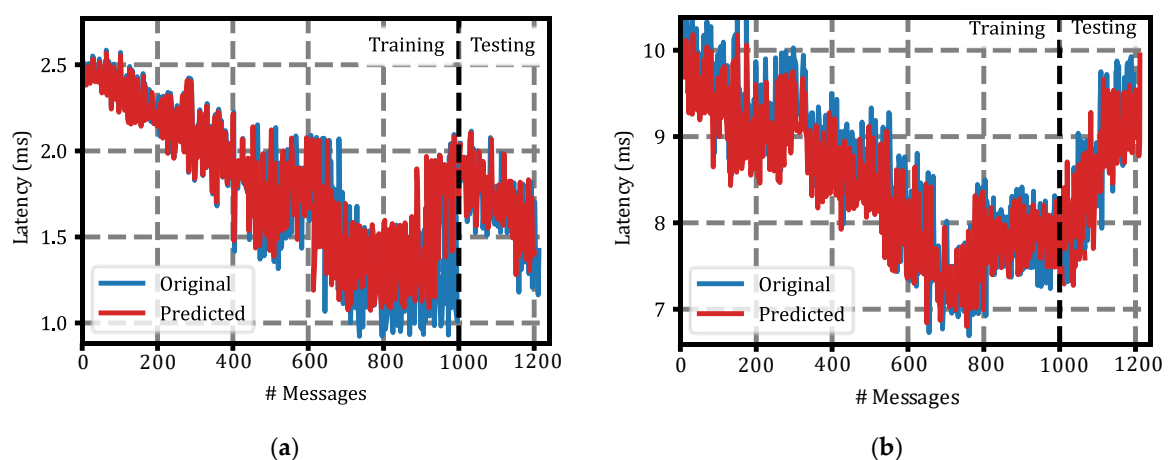 Training Testing
2.5
2.0
1.5
1.0
Latency (ms)
Original
Predicted
0 200 400 600 800 1000 1200
# Messages
(a)
Training Testing
10
9
8
7
Latency (ms)
Original
Predicted
0 200 400 600 800 1000 1200
# Messages
(b)